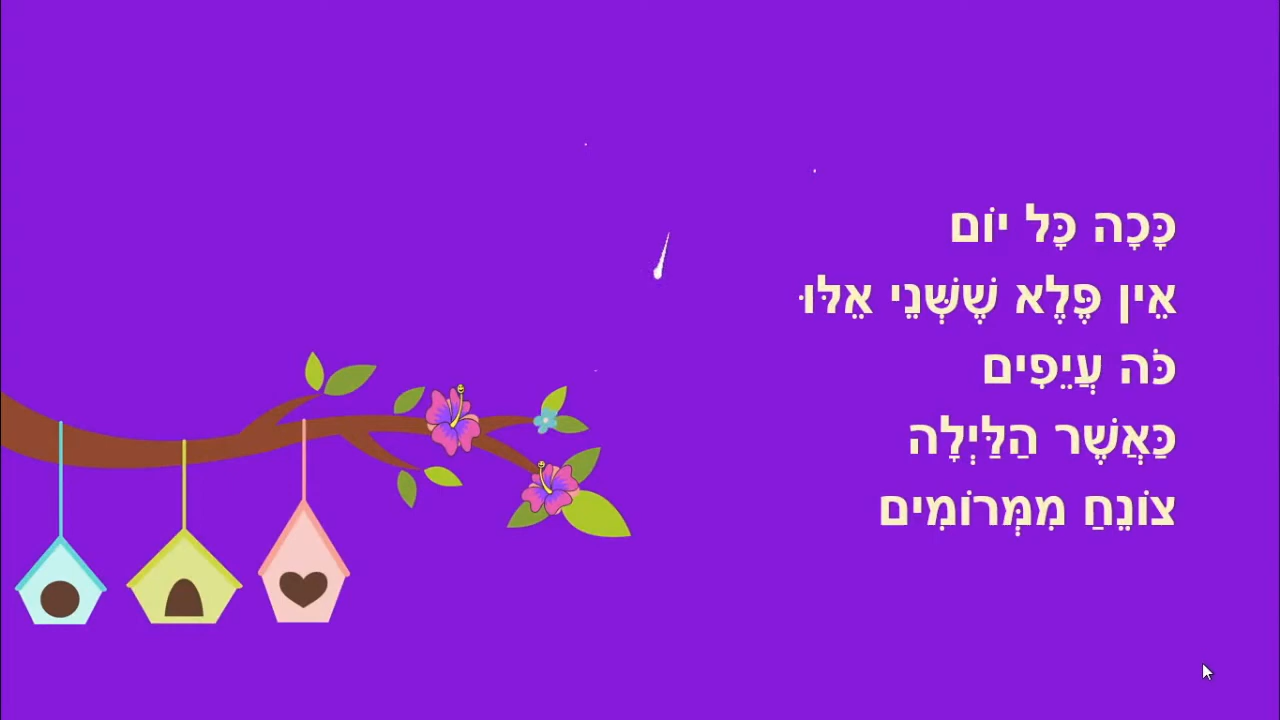 כָּכָה כָּל יוֹם
אֵין פֶּלֶא שֶׁשְּׁנֵי אֵלּוּ
כֹּה עֲיֵפִים
כַּאֲשֶׁר הַלַּיְלָה
צוֹנֵחַ מִמְּרוֹמִים